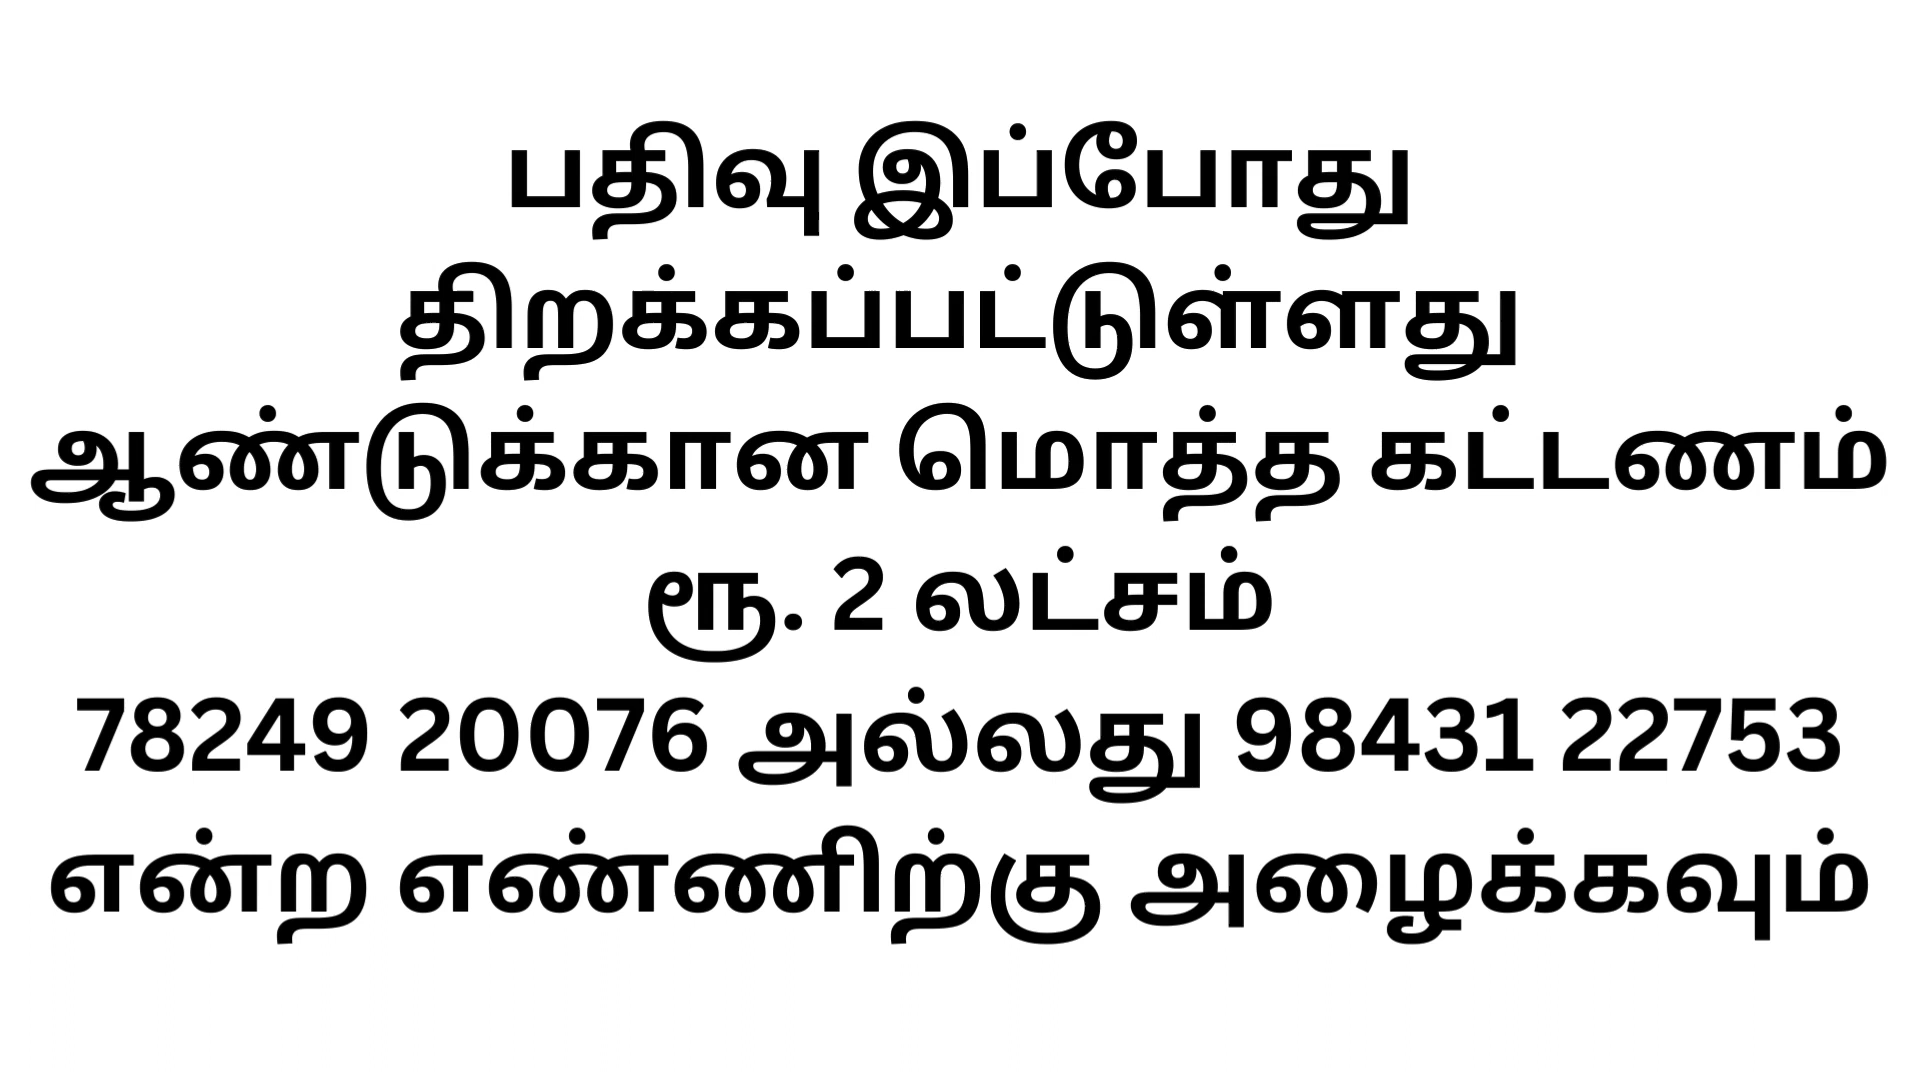 பதிவு இப்போது
திறக்கப்பட்டுள்ளது
ஆண்டுக்கான மொத்த கட்டணம்
ரூ. 2 லட்சம்
78249 20076 அல்லது 98431 22753
என்ற எண்ணிற்கு அழைக்கவும்